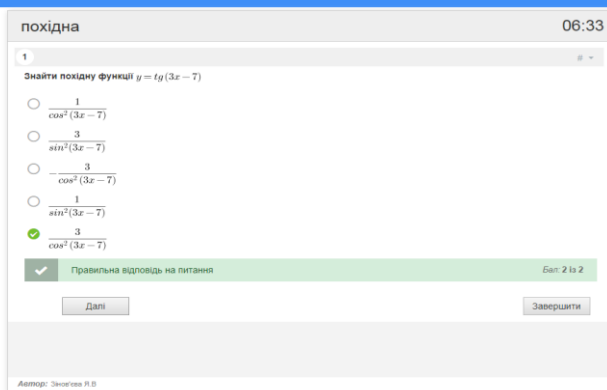 похідна
06:33
1
#
Знайти похідну функції y = tg(3x − 7)
1/cos²(3x − 7)
3/sin²(3x − 7)
−3/cos²(3x − 7)
1/sin²(3x − 7)
3/cos²(3x − 7)
Правильна відповідь на питання Бал: 2 із 2
Далі Завершити
Автор: Зінов'єва Я.В